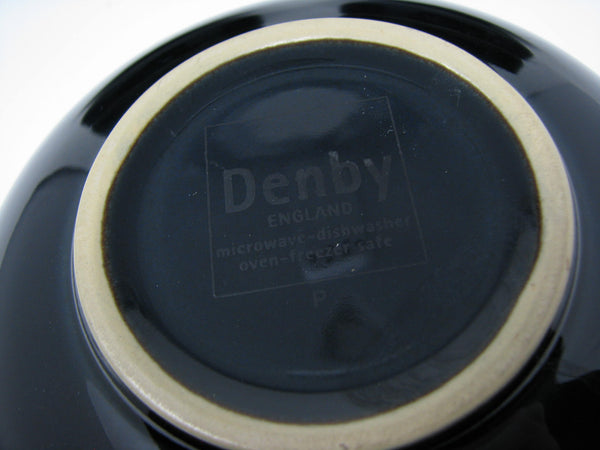 Denby
ENGLAND
microwave-dishwasher
oven-freezer safe
P